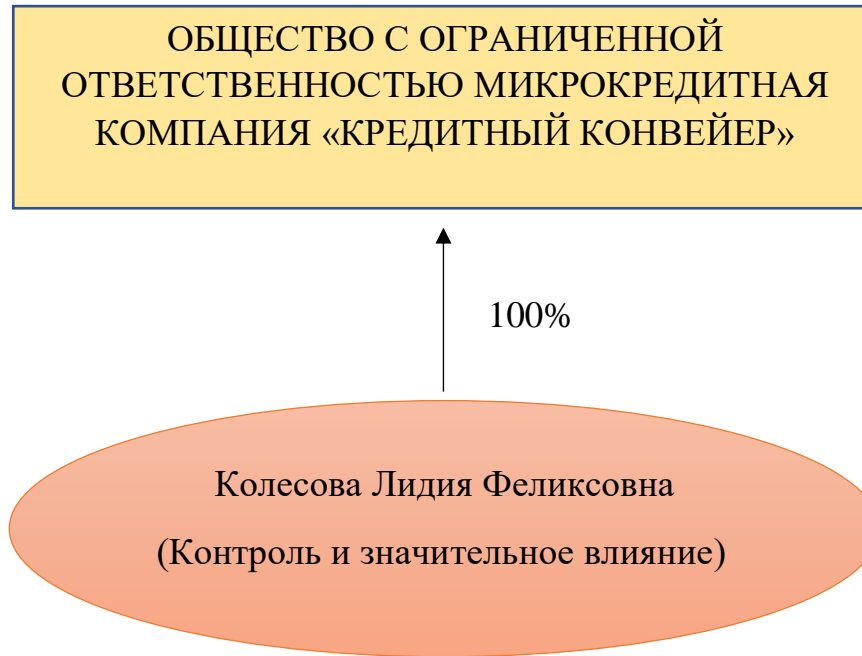 ОБЩЕСТВО С ОГРАНИЧЕННОЙ
ОТВЕТСТВЕННОСТЬЮ МИКРОКРЕДИТНАЯ
КОМПАНИЯ «КРЕДИТНЫЙ КОНВЕЙЕР»
100%
Колесова Лидия Феликсовна
(Контроль и значительное влияние)